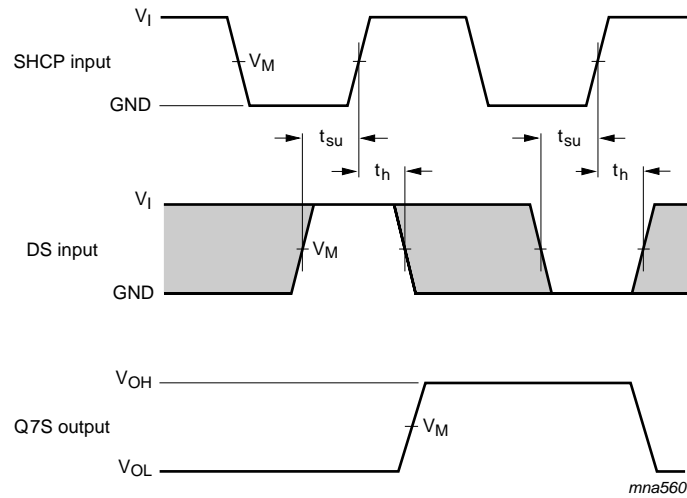 V_I
SHCP input
V_M
GND
t_su
t_su
t_h
t_h
V_I
DS input
V_M
GND
V_OH
Q7S output
V_M
V_OL
mna560